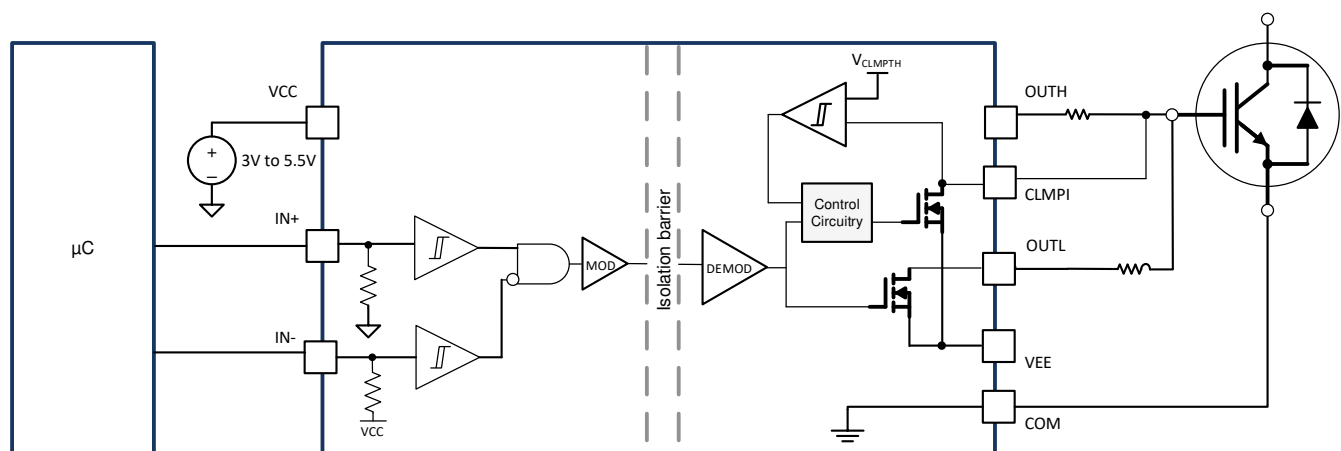 μC
VCC
+
−
3V to 5.5V
IN+
IN-
VCC
MOD
Isolation barrier
DEMOD
VCLMPTH
Control
Circuitry
OUTH
CLMPI
OUTL
VEE
COM